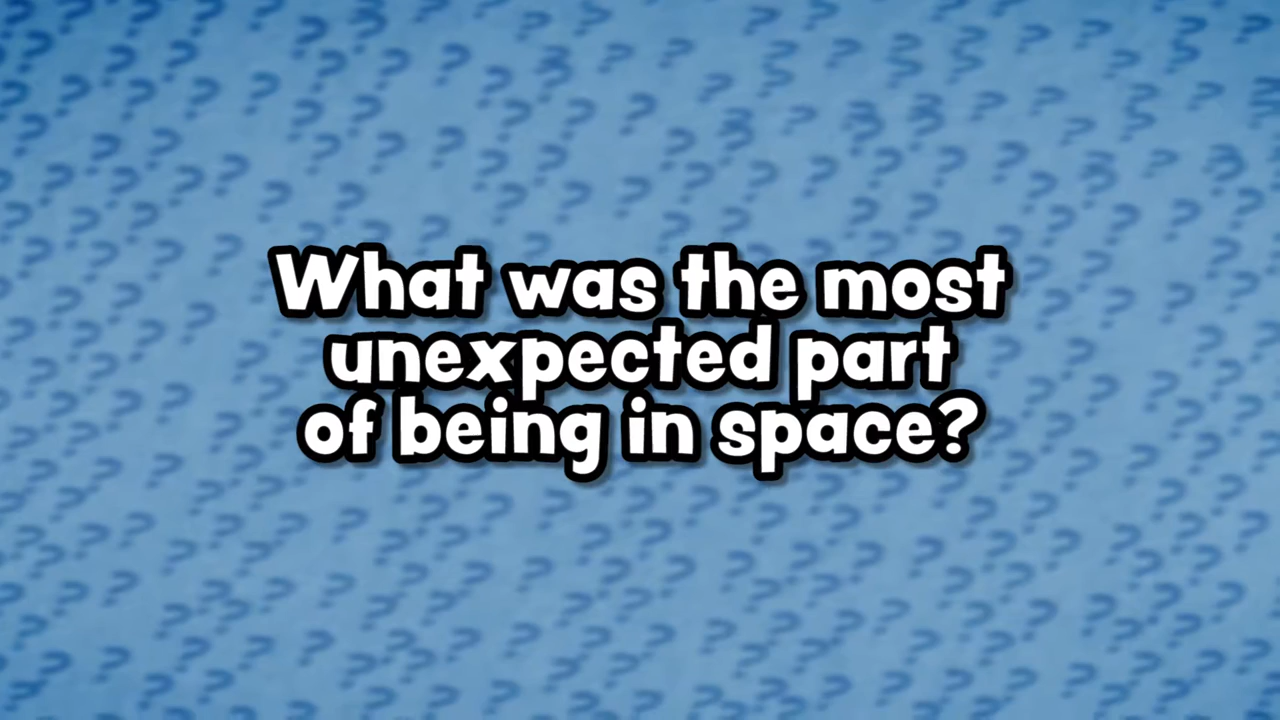 What was the most
unexpected part
of being in space?